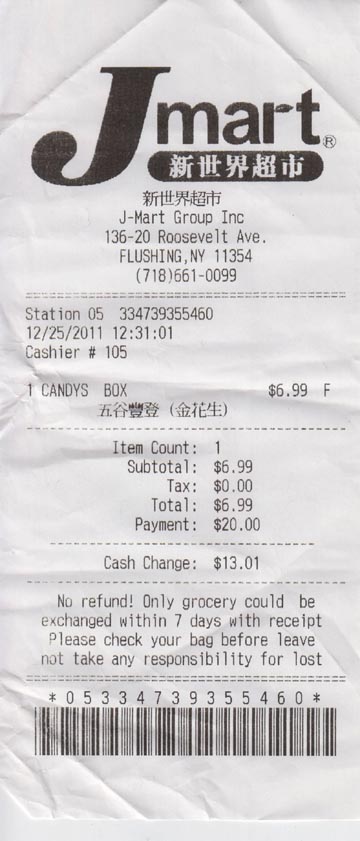 Jmart®
新世界超市
新世界超市
J-Mart Group Inc
136-20 Roosevelt Ave.
FLUSHING,NY 11354
(718)661-0099
Station 05 334739355460
12/25/2011 12:31:01
Cashier # 105
1 CANDYS BOX $6.99 F
五谷豐登 (金花生)
Item Count: 1
Subtotal: $6.99
Tax: $0.00
Total: $6.99
Payment: $20.00
Cash Change: $13.01
No refund! Only grocery could be
exchanged within 7 days with receipt
Please check your bag before leave
not take any responsibility for lost
*05334739355460*